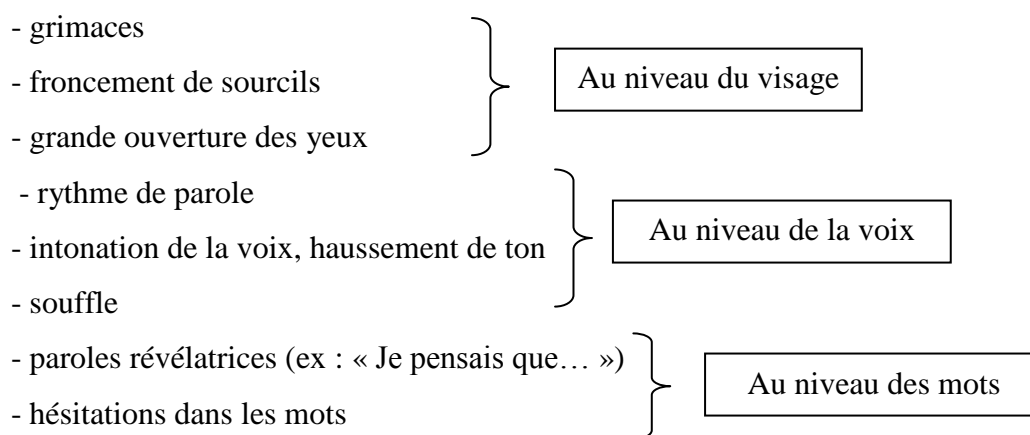 - grimaces
- froncement de sourcils
Au niveau du visage
- grande ouverture des yeux
- rythme de parole
- intonation de la voix, haussement de ton
Au niveau de la voix
- souffle
- paroles révélatrices (ex : « Je pensais que… »)
- hésitations dans les mots
Au niveau des mots